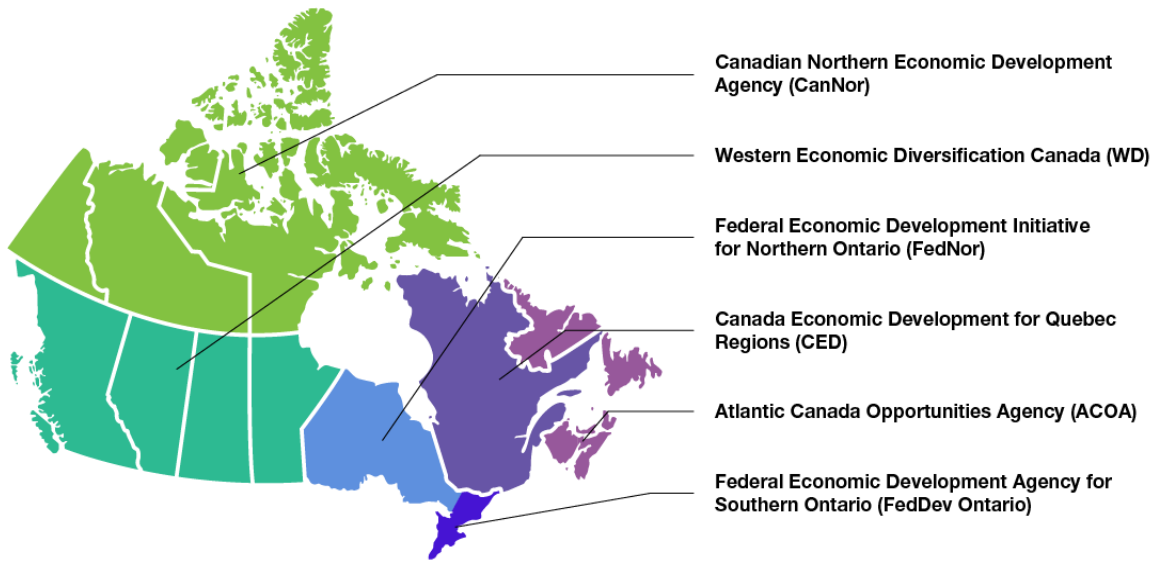 Canadian Northern Economic Development
Agency (CanNor)
Western Economic Diversification Canada (WD)
Federal Economic Development Initiative
for Northern Ontario (FedNor)
Canada Economic Development for Quebec
Regions (CED)
Atlantic Canada Opportunities Agency (ACOA)
Federal Economic Development Agency for
Southern Ontario (FedDev Ontario)